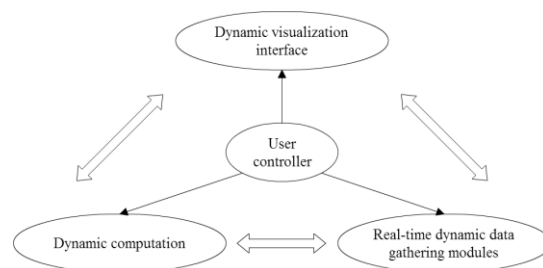 Dynamic visualization
interface
User
controller
Dynamic computation
Real-time dynamic data
gathering modules